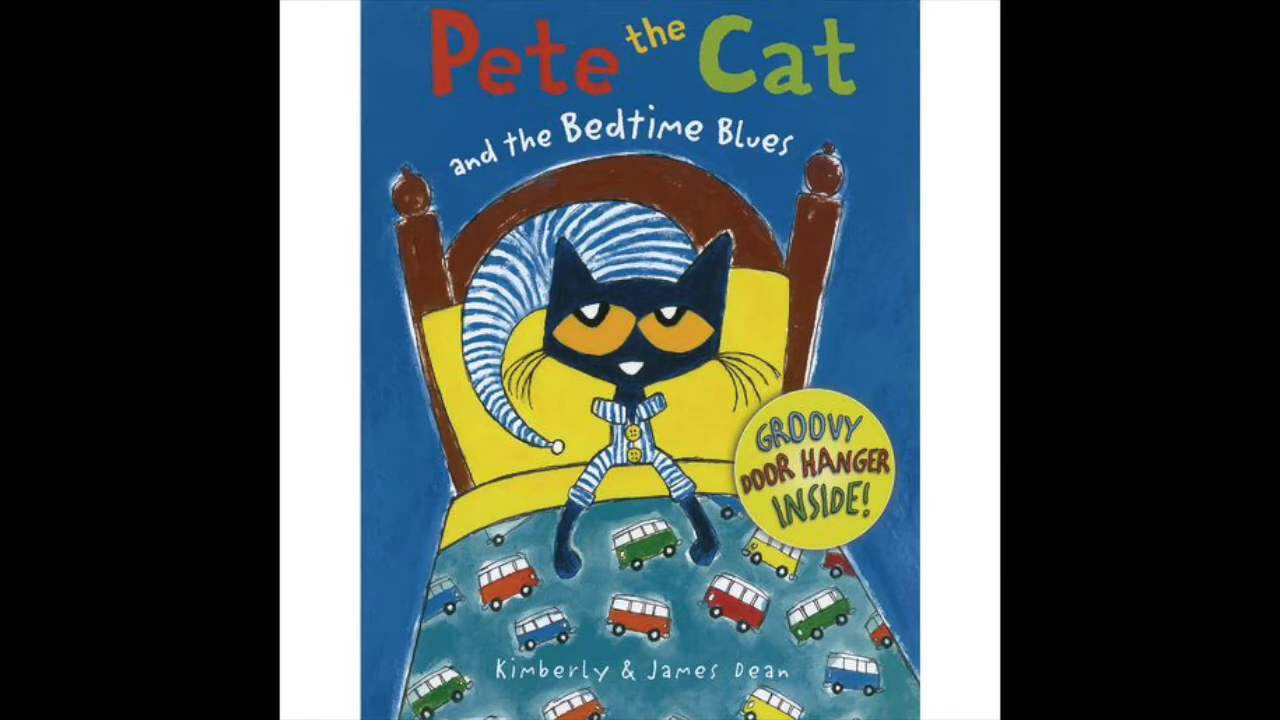 Pete the Cat
and the Bedtime Blues
GROOVY
DOOR HANGER
INSIDE!
Kimberly & James Dean